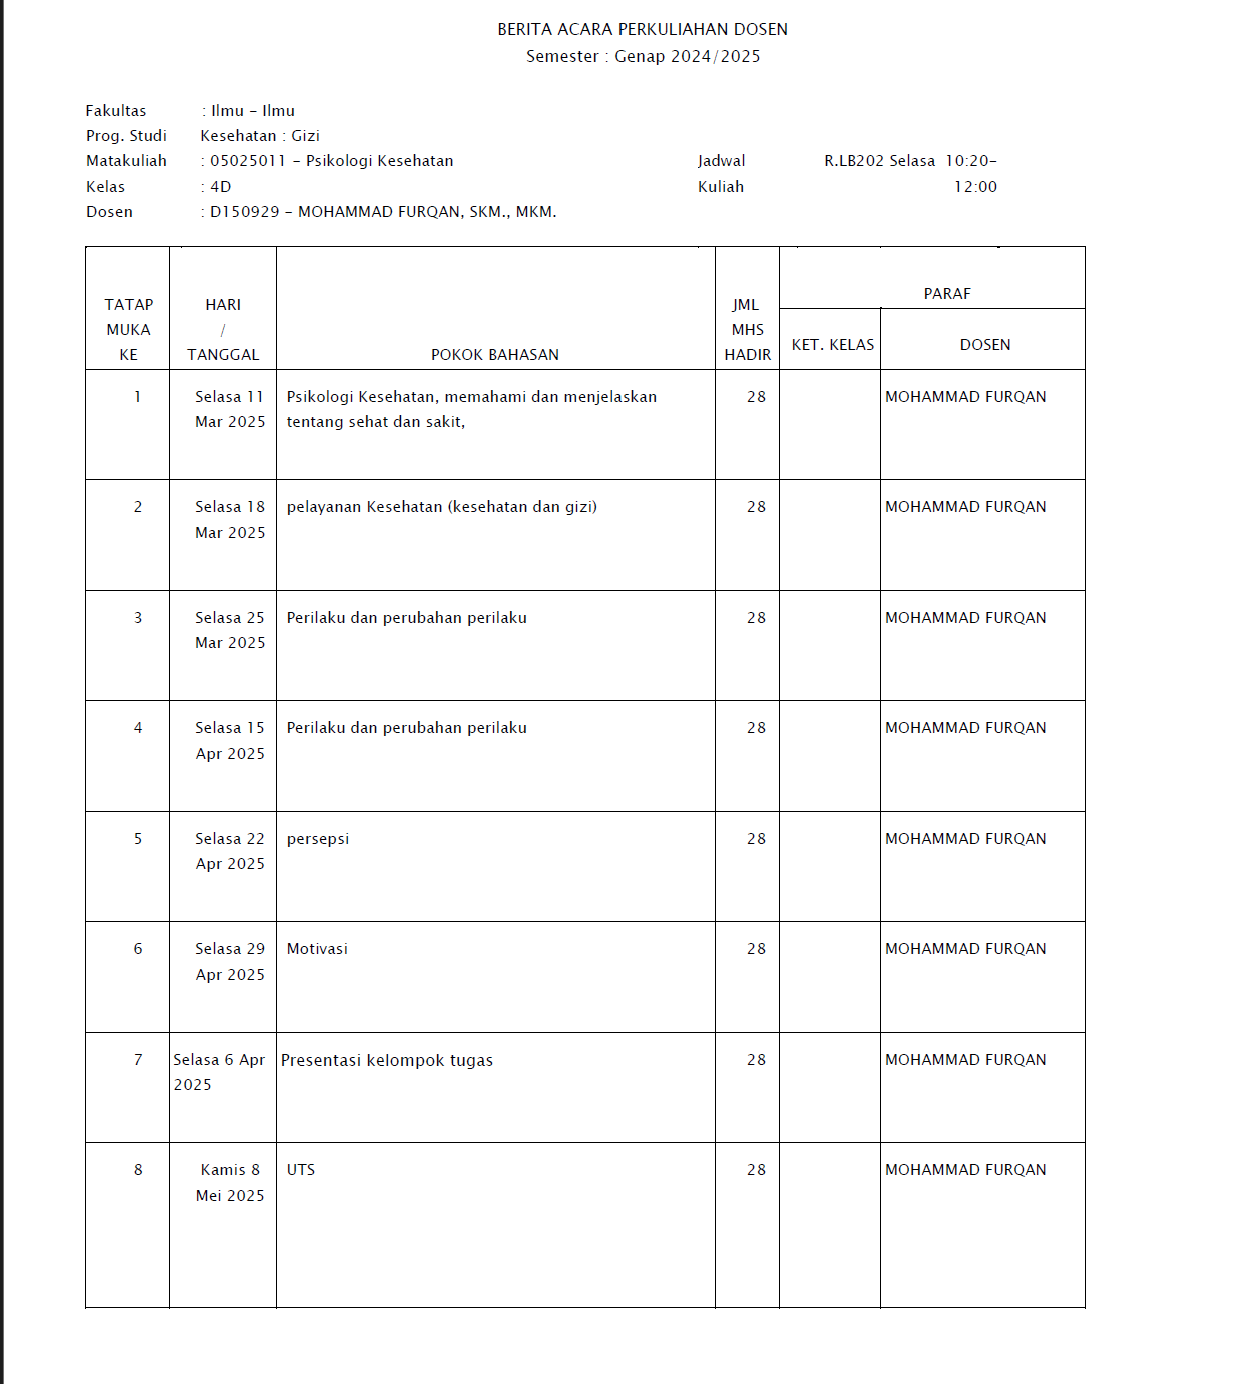 BERITA ACARA PERKULIAHAN DOSEN
Semester : Genap 2024/2025
Fakultas : Ilmu - Ilmu
Prog. Studi Kesehatan : Gizi
Matakuliah : 05025011 - Psikologi Kesehatan Jadwal R.LB202 Selasa 10:20-
Kelas : 4D Kuliah 12:00
Dosen : D150929 - MOHAMMAD FURQAN, SKM., MKM.
TATAP
MUKA
KE
HARI
/
TANGGAL
POKOK BAHASAN
JML
MHS
HADIR
PARAF
KET. KELAS
DOSEN
1 Selasa 11 Psikologi Kesehatan, memahami dan menjelaskan 28 MOHAMMAD FURQAN
Mar 2025 tentang sehat dan sakit,
2 Selasa 18 pelayanan Kesehatan (kesehatan dan gizi) 28 MOHAMMAD FURQAN
Mar 2025
3 Selasa 25 Perilaku dan perubahan perilaku 28 MOHAMMAD FURQAN
Mar 2025
4 Selasa 15 Perilaku dan perubahan perilaku 28 MOHAMMAD FURQAN
Apr 2025
5 Selasa 22 persepsi 28 MOHAMMAD FURQAN
Apr 2025
6 Selasa 29 Motivasi 28 MOHAMMAD FURQAN
Apr 2025
7 Selasa 6 Apr Presentasi kelompok tugas 28 MOHAMMAD FURQAN
2025
8 Kamis 8 UTS 28 MOHAMMAD FURQAN
Mei 2025